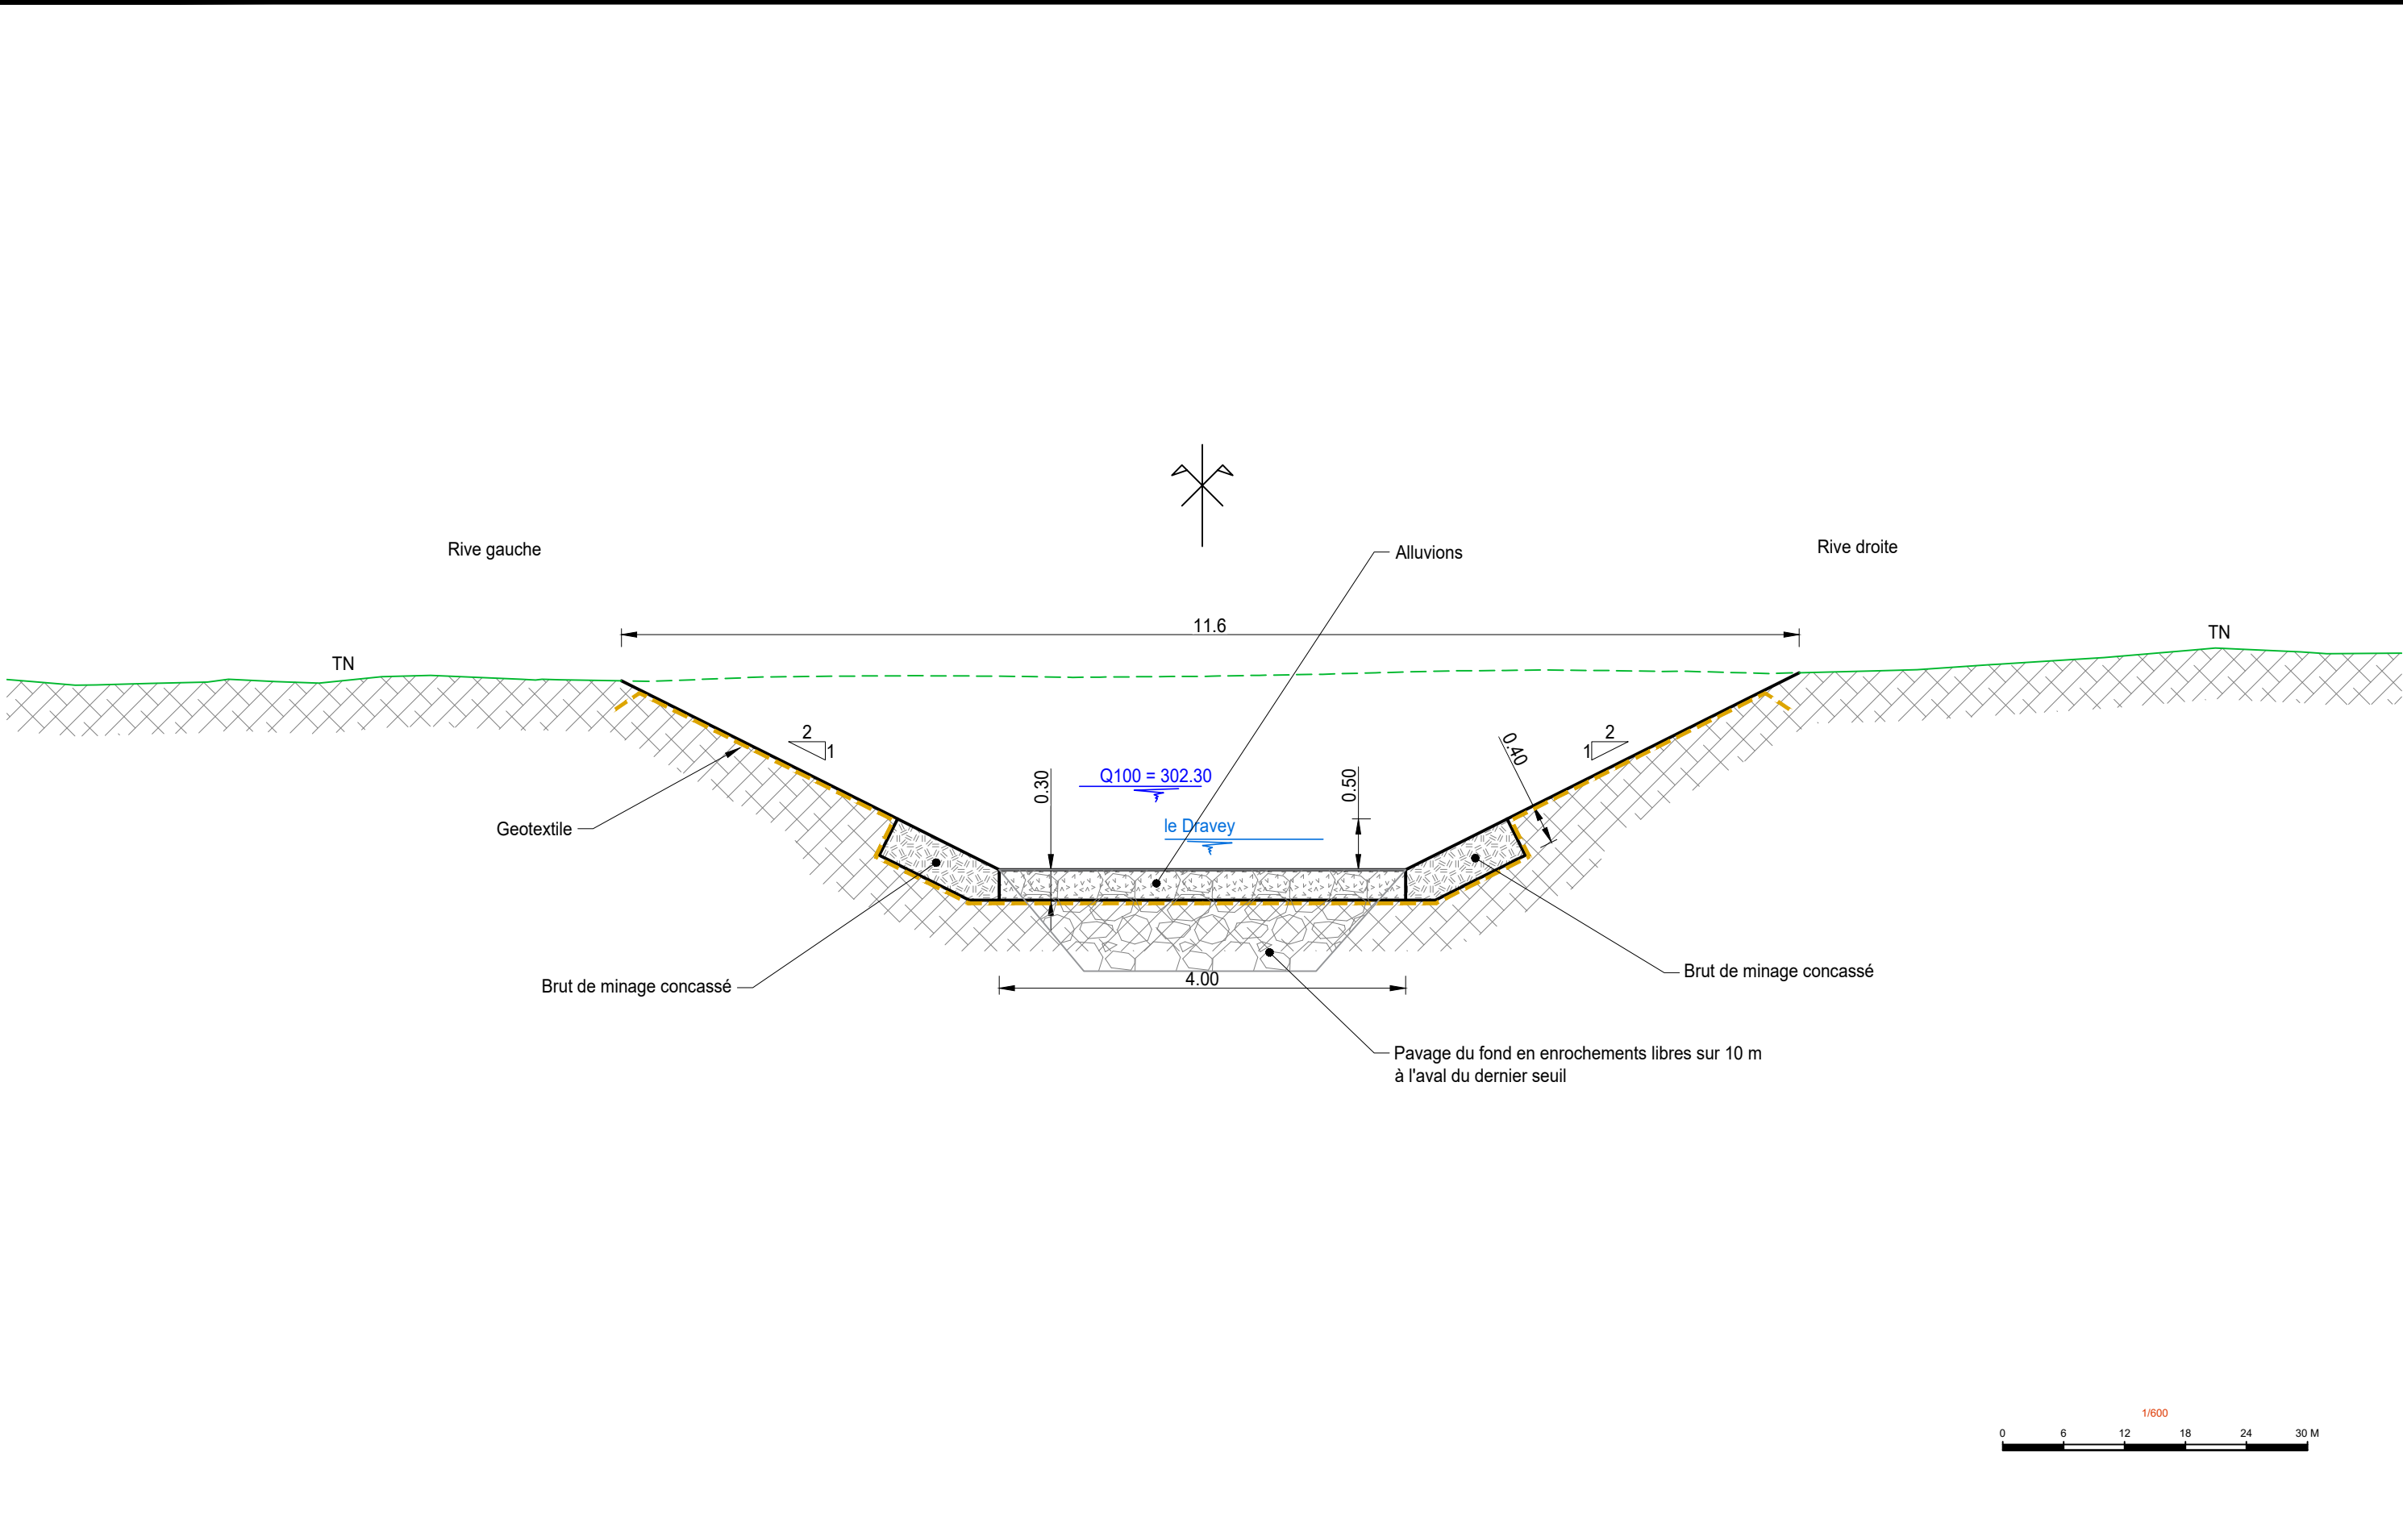 Rive gauche
Alluvions
Rive droite
11.6
TN
TN
2
1
2
1
0.40
0.30
Q100 = 302.30
0.50
le Dravey
Geotextile
Brut de minage concassé
4.00
Brut de minage concassé
Pavage du fond en enrochements libres sur 10 m
à l'aval du dernier seuil
1/600
0 6 12 18 24 30 M